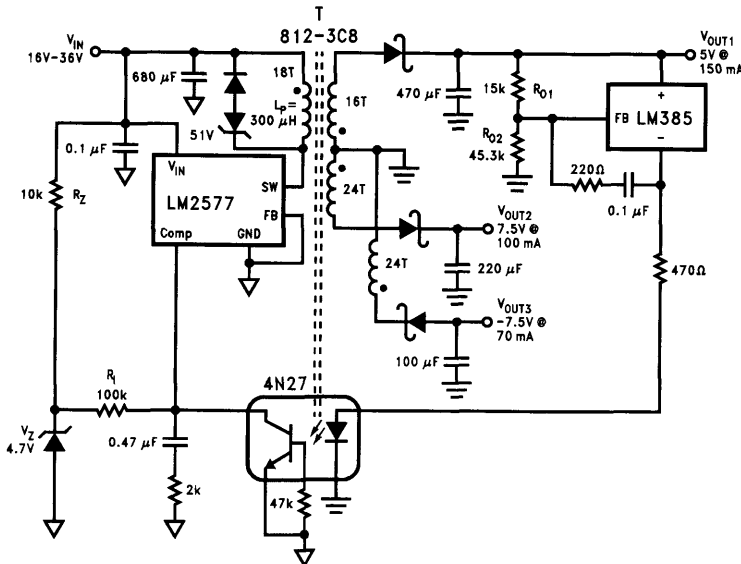 T
812-3C8
V_IN
16V-36V
680 µF
51V
18T
L_P=
300 µH
16T
470 µF
15k
R_O1
R_O2
45.3k
V_OUT1
5V @
150 mA
+
FB LM385
-
220Ω
0.1 µF
470Ω
0.1 µF
10k
R_Z
V_IN
SW
LM2577
FB
Comp
GND
24T
V_OUT2
7.5V @
100 mA
220 µF
24T
V_OUT3
-7.5V @
70 mA
100 µF
R_1
100k
4N27
V_Z
4.7V
0.47 µF
2k
47k